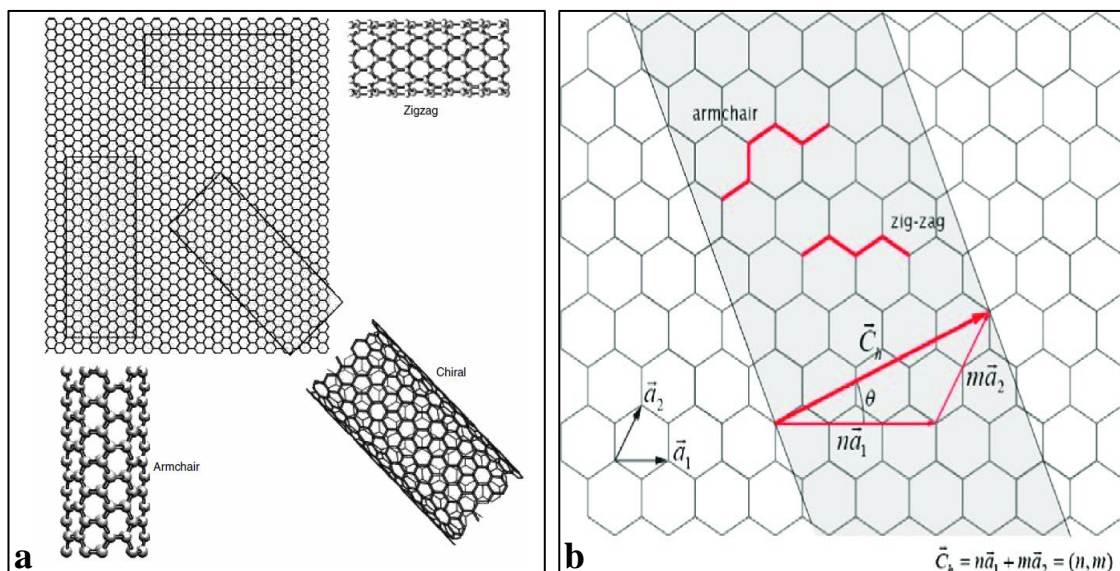 Zigzag
Chiral
Armchair
a
armchair
zig-zag
C⃗ₕ
θ
ma⃗₂
na⃗₁
a⃗₂
a⃗₁
b
C⃗ₕ = na⃗₁ + ma⃗₂ = (n, m)